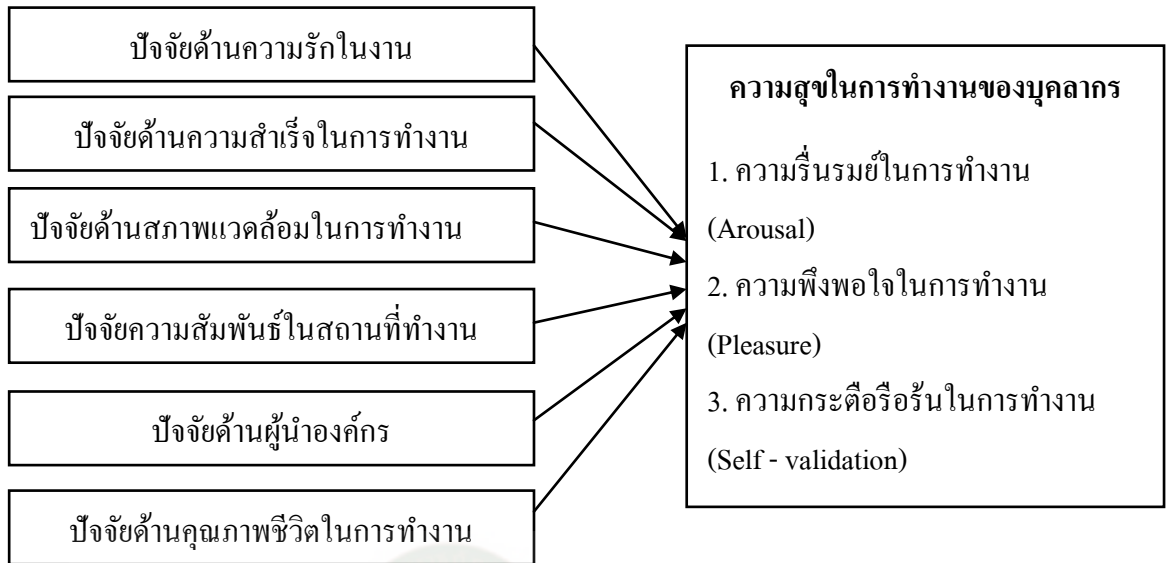 ปัจจัยด้านความรักในงาน
ปัจจัยด้านความสำเร็จในการทำงาน
ปัจจัยด้านสภาพแวดล้อมในการทำงาน
ปัจจัยความสัมพันธ์ในสถานที่ทำงาน
ปัจจัยด้านผู้นำองค์กร
ปัจจัยด้านคุณภาพชีวิตในการทำงาน
ความสุขในการทำงานของบุคลากร
1. ความรื่นรมย์ในการทำงาน
(Arousal)
2. ความพึงพอใจในการทำงาน
(Pleasure)
3. ความกระตือรือร้นในการทำงาน
(Self - validation)